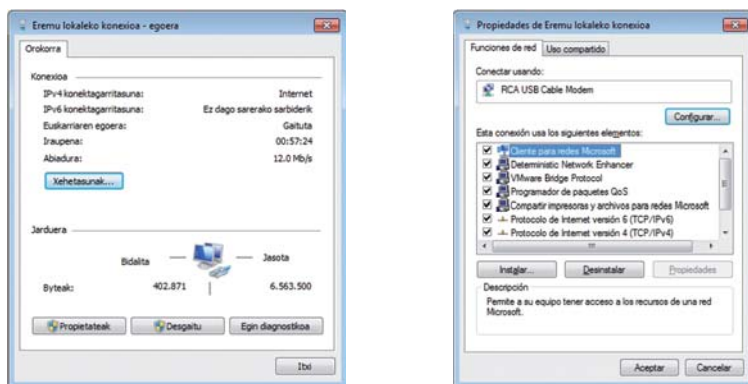 Eremu lokaleko konexioa - egoera
Orokorra
Konexioa
IPv4 konektagarritasuna: Internet
IPv6 konektagarritasuna: Ez dago sarerako sarbiderik
Euskarriaren egoera: Gaituta
Iraupena: 00:57:24
Abiadura: 12.0 Mb/s
Xehetasunak...
Jarduera
Bidalita — Jasota
Byteak: 402.871 6.563.500
Propietateak Desgaitu Egin diagnostikoa
Itxi
Propiedades de Eremu lokaleko konexioa
Funciones de red Uso compartido
Conectar usando:
RCA USB Cable Modem
Configurar...
Esta conexión usa los siguientes elementos:
Cliente para redes Microsoft
Deterministic Network Enhancer
VMware Bridge Protocol
Programador de paquetes QoS
Compartir impresoras y archivos para redes Microsoft
Protocolo de Internet versión 6 (TCP/IPv6)
Protocolo de Internet versión 4 (TCP/IPv4)
Instalar... Desinstalar Propiedades
Descripción
Permite a su equipo tener acceso a los recursos de una red
Microsoft.
Aceptar Cancelar